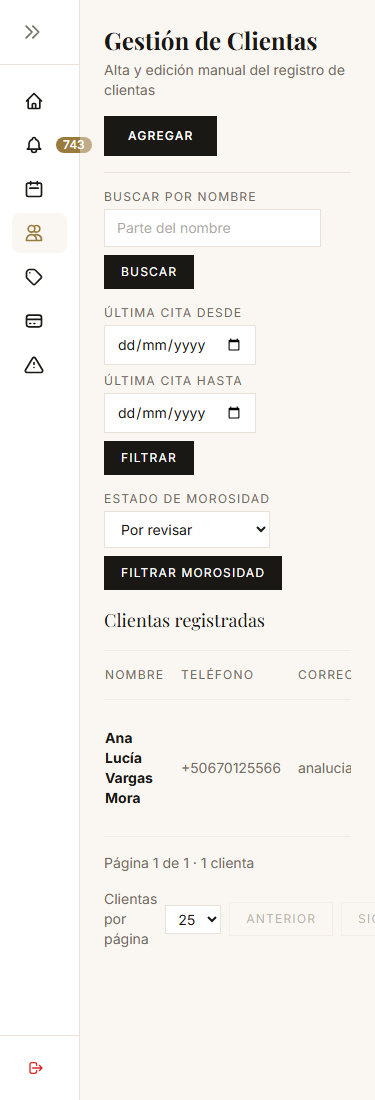 Gestión de Clientas
Alta y edición manual del registro de
clientas
AGREGAR
743
BUSCAR POR NOMBRE
Parte del nombre
BUSCAR
ÚLTIMA CITA DESDE
dd/mm/yyyy
ÚLTIMA CITA HASTA
dd/mm/yyyy
FILTRAR
ESTADO DE MOROSIDAD
Por revisar
FILTRAR MOROSIDAD
Clientas registradas
NOMBRE TELÉFONO CORREO
Ana
Lucía
Vargas
Mora
+50670125566 analucia
Página 1 de 1 · 1 clienta
Clientas
por
página
25 ANTERIOR SIG